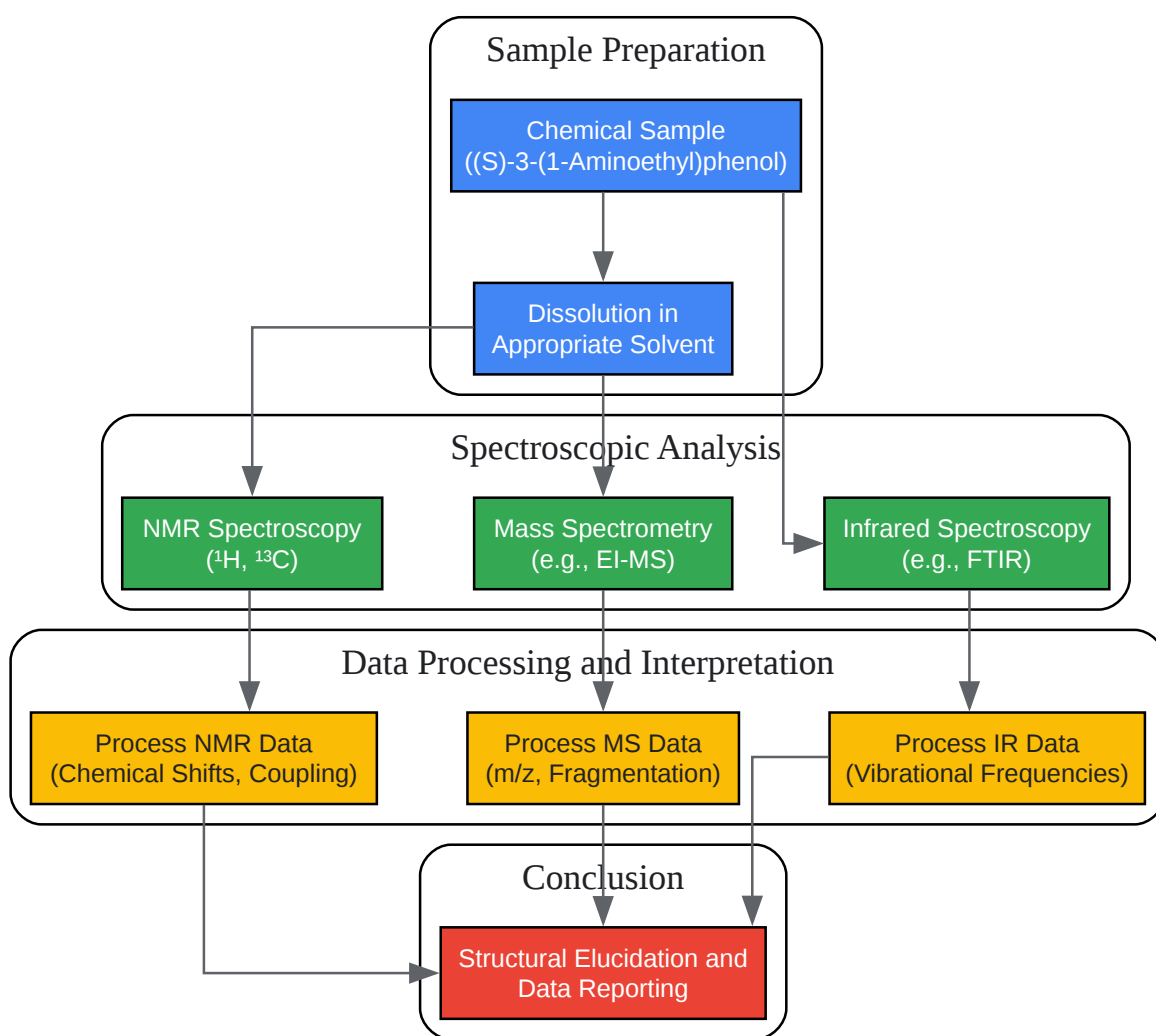 Sample Preparation
Chemical Sample
((S)-3-(1-Aminoethyl)phenol)
Dissolution in
Appropriate Solvent
Spectroscopic Analysis
NMR Spectroscopy
(¹H, ¹³C)
Mass Spectrometry
(e.g., EI-MS)
Infrared Spectroscopy
(e.g., FTIR)
Data Processing and Interpretation
Process NMR Data
(Chemical Shifts, Coupling)
Process MS Data
(m/z, Fragmentation)
Process IR Data
(Vibrational Frequencies)
Conclusion
Structural Elucidation and
Data Reporting